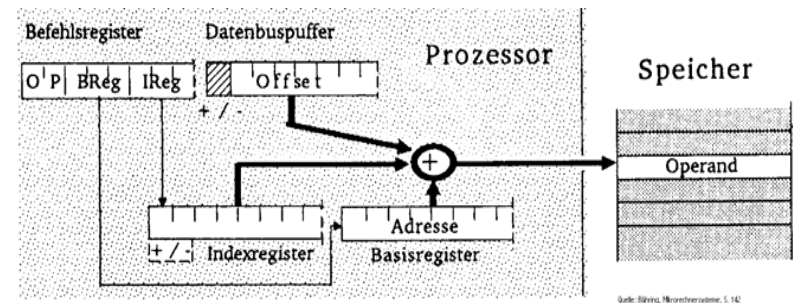 Befehlsregister
Datenbuspuffer
Prozessor
Speicher
OP BReg IReg
Offset
+ / -
+
Operand
Adresse
+ / -
Indexregister
Basisregister
Quelle: Bähring, Mikrorechnersysteme, S. 142